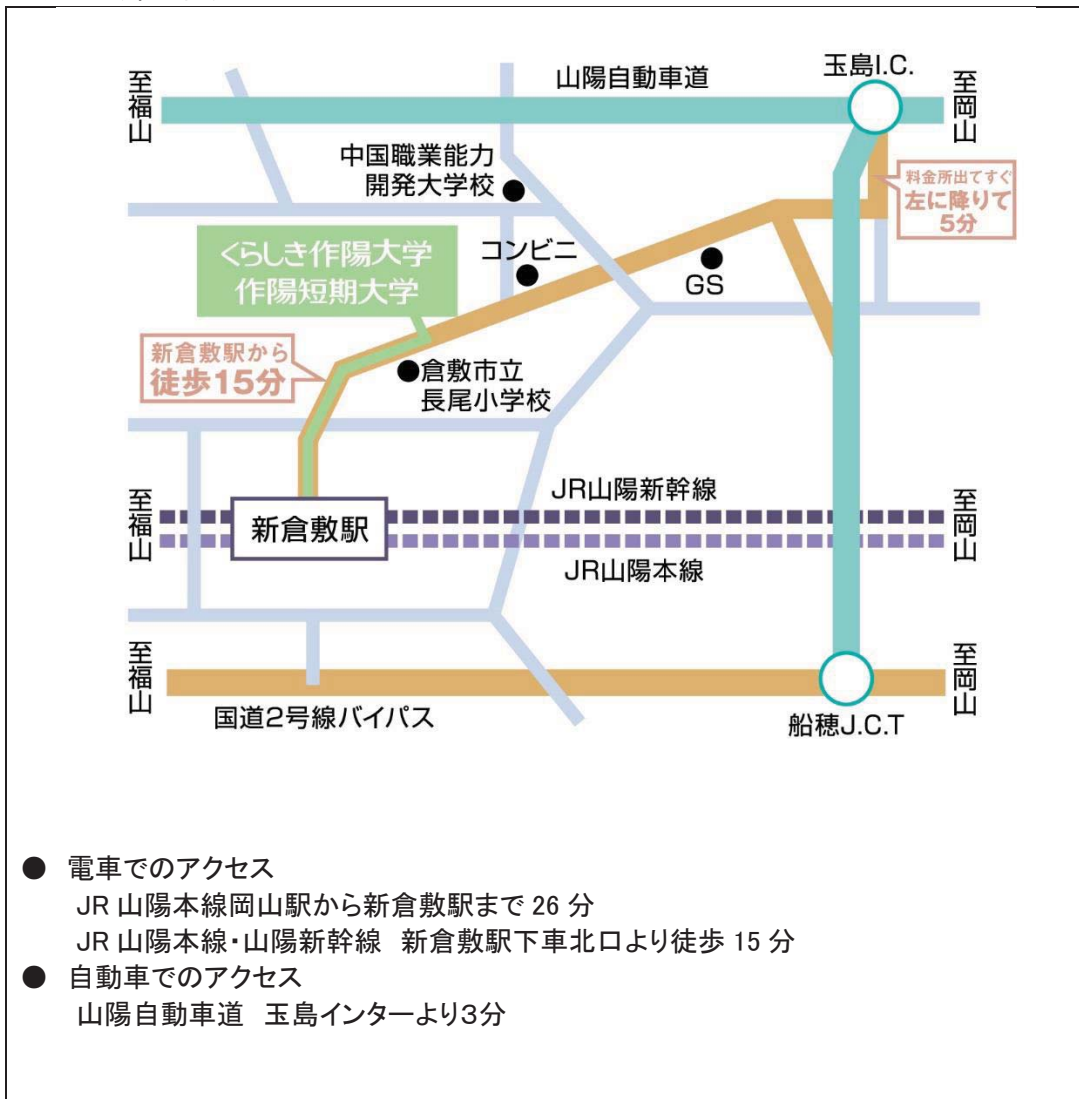 山陽自動車道
玉島I.C.
至福山
至岡山
中国職業能力
開発大学校
料金所出てすぐ
左に降りて
5分
くらしき作陽大学
作陽短期大学
コンビニ
GS
新倉敷駅から
徒歩15分
倉敷市立
長尾小学校
JR山陽新幹線
至福山
新倉敷駅
至岡山
JR山陽本線
至福山
至岡山
国道2号線バイパス
船穂J.C.T
● 電車でのアクセス
JR 山陽本線岡山駅から新倉敷駅まで 26 分
JR 山陽本線・山陽新幹線 新倉敷駅下車北口より徒歩 15 分
● 自動車でのアクセス
山陽自動車道 玉島インターより3分